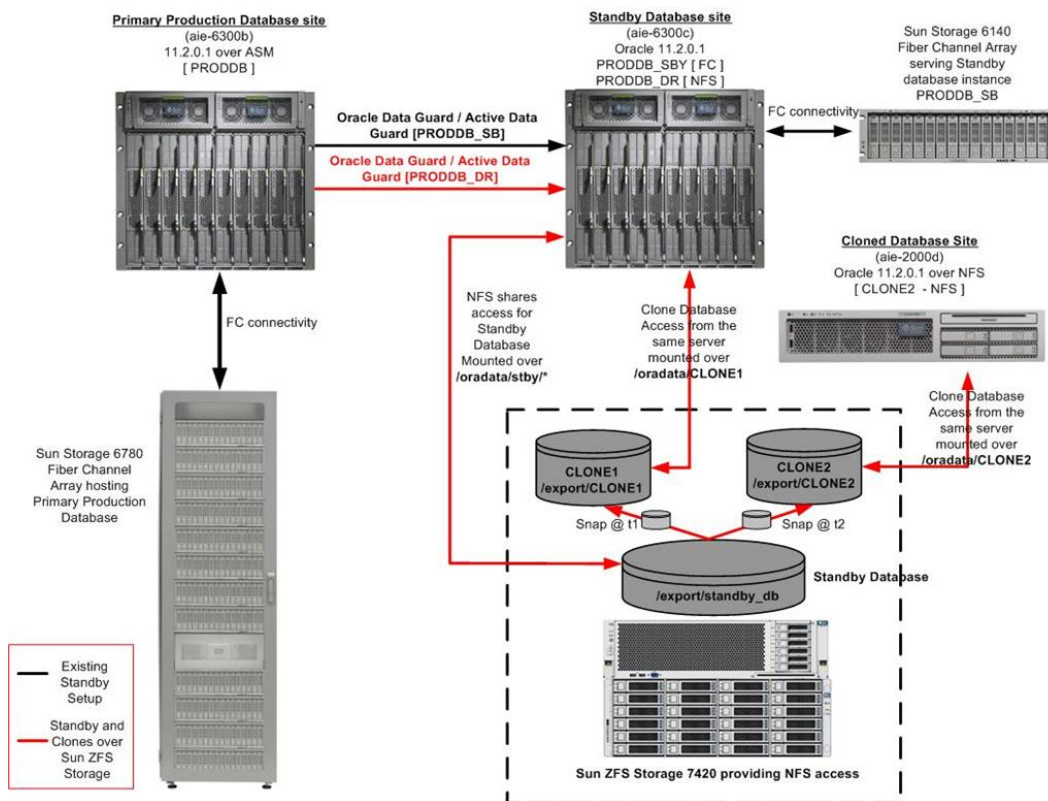 Primary Production Database site
(aie-6300b)
11.2.0.1 over ASM
[ PRODDB ]
Standby Database site
(aie-6300c)
Oracle 11.2.0.1
PRODDB_SBY [ FC ]
PRODDB_DR [ NFS ]
Sun Storage 6140
Fiber Channel Array
serving Standby
database instance
PRODDB_SB
Oracle Data Guard / Active Data
Guard [PRODDB_SB]
Oracle Data Guard / Active Data
Guard [PRODDB_DR]
FC connectivity
Cloned Database Site
(aie-2000d)
Oracle 11.2.0.1 over NFS
[ CLONE2 - NFS ]
FC connectivity
NFS shares
access for
Standby
Database
Mounted over
/oradata/stby/*
Clone Database
Access from the
same server
mounted over
/oradata/CLONE1
Clone Database
Access from the
same server
mounted over
/oradata/CLONE2
Sun Storage 6780
Fiber Channel
Array hosting
Primary Production
Database
CLONE1
/export/CLONE1
CLONE2
/export/CLONE2
Snap @ t1
Snap @ t2
Standby Database
/export/standby_db
Existing
Standby
Setup
Standby and
Clones over
Sun ZFS
Storage
Sun ZFS Storage 7420 providing NFS access